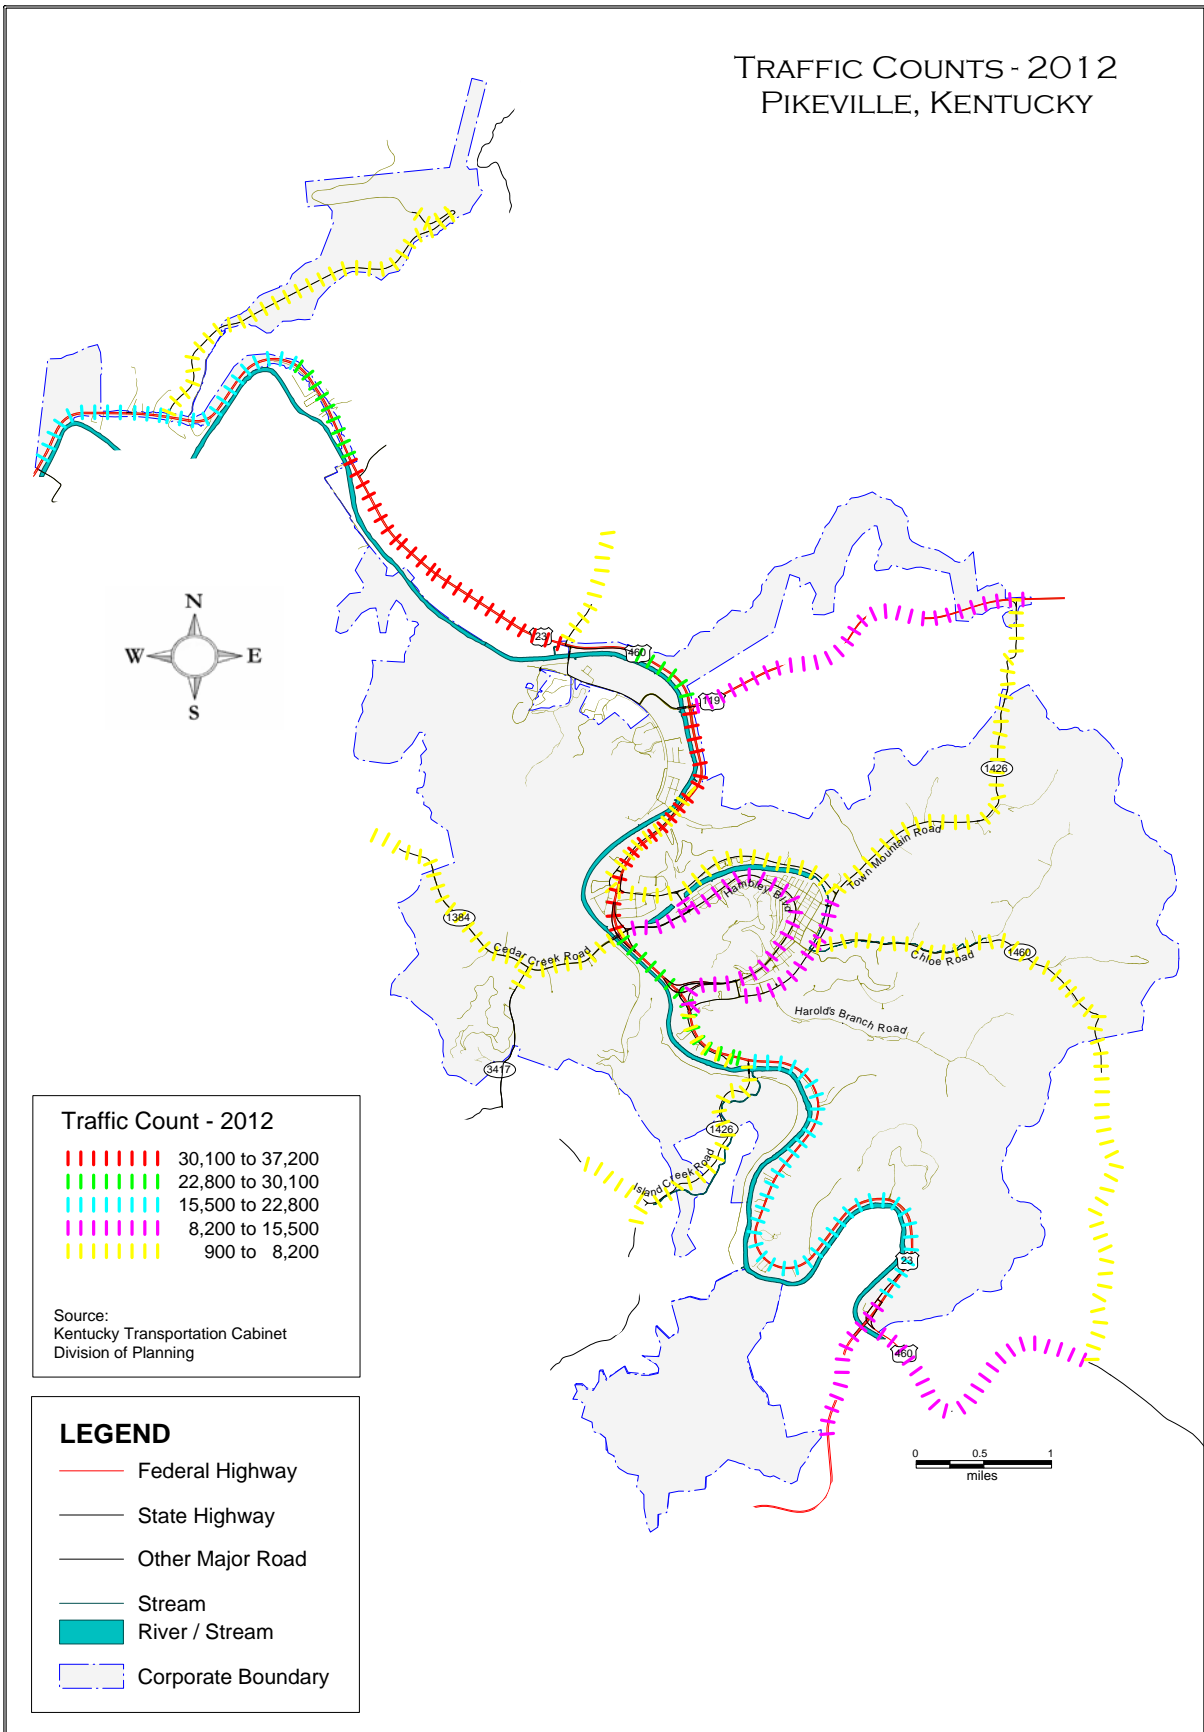 TRAFFIC COUNTS - 2012
PIKEVILLE, KENTUCKY
N
W
E
S
23
460
119
1426
Town Mountain Road
Hambley Blvd
1384
Cedar Creek Road
Chloe Road
1460
Harold's Branch Road
3417
1426
Island Creek Road
23
460
0 0.5 1
miles
Traffic Count - 2012
30,100 to 37,200
22,800 to 30,100
15,500 to 22,800
8,200 to 15,500
900 to 8,200
Source:
Kentucky Transportation Cabinet
Division of Planning
LEGEND
Federal Highway
State Highway
Other Major Road
Stream
River / Stream
Corporate Boundary